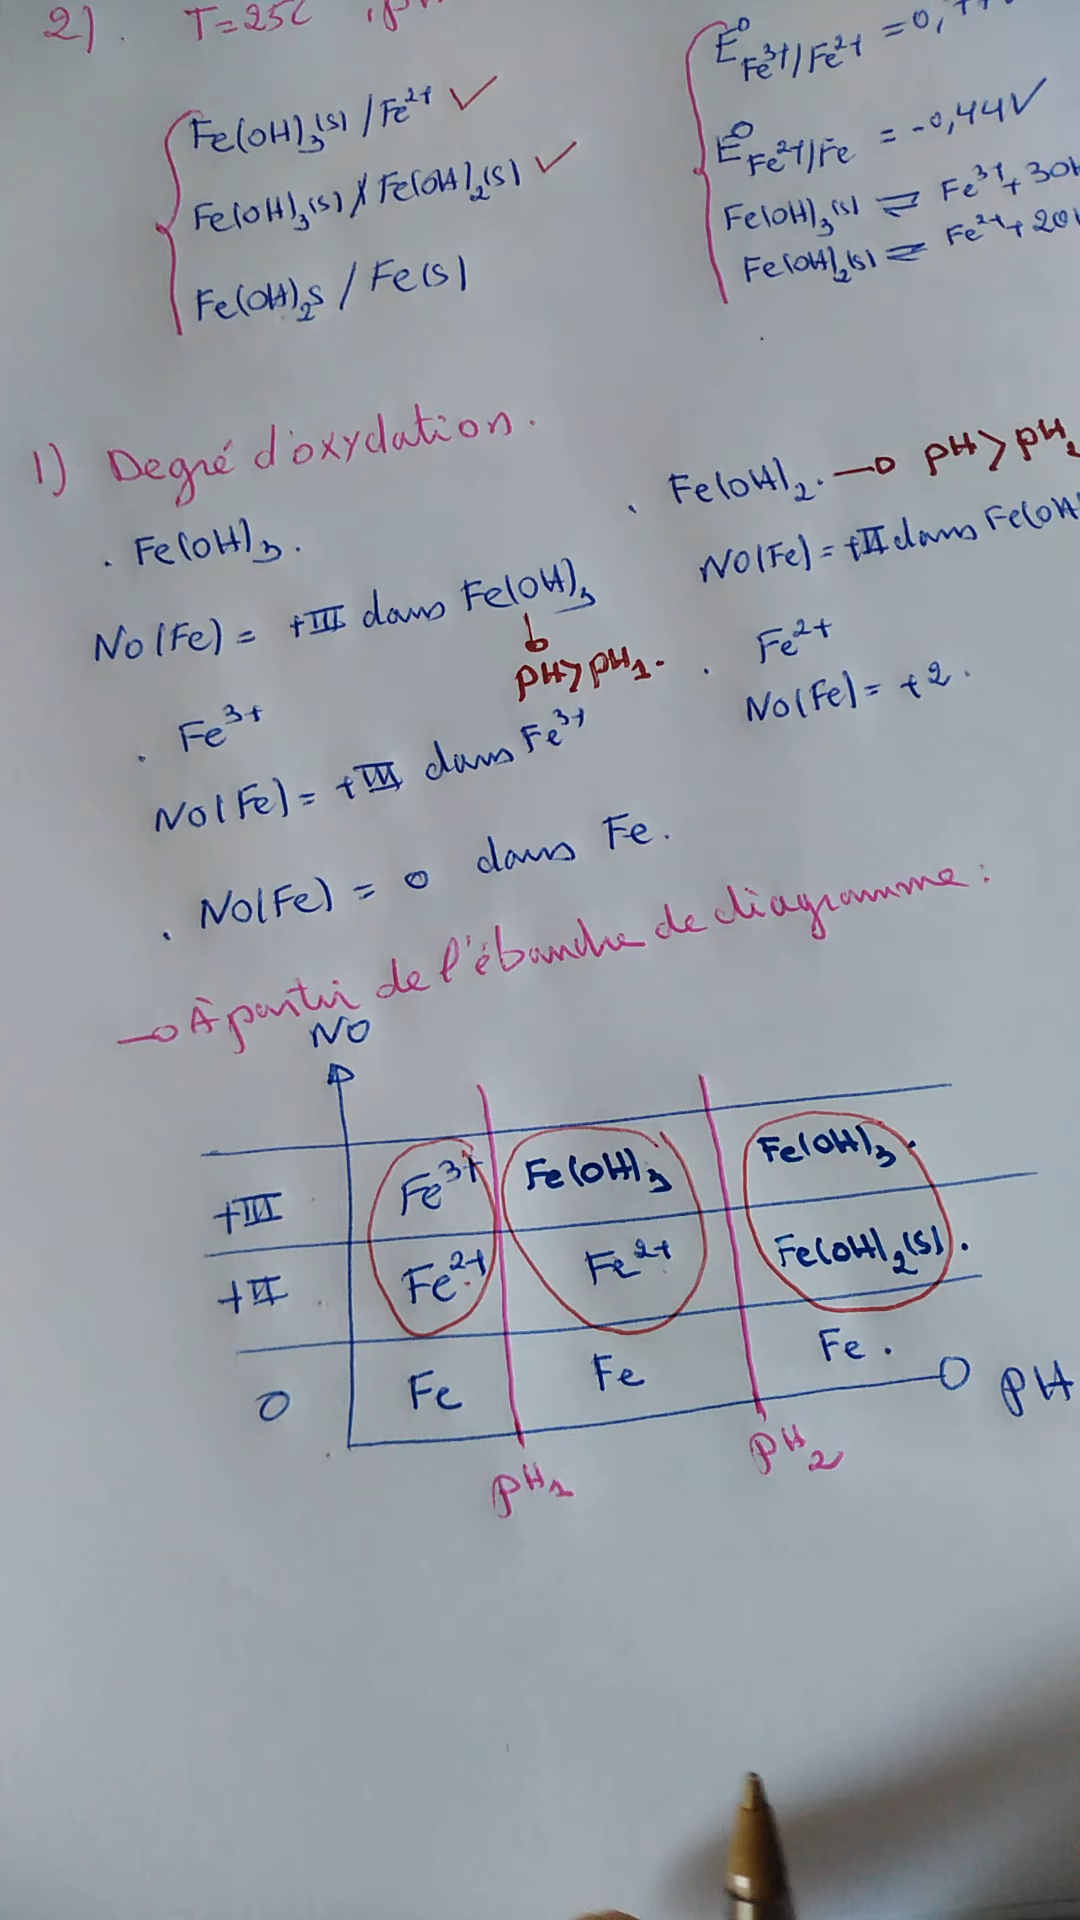 2). T=25C
Fe(OH)3(s) / Fe2+ ✓
Fe(OH)3(s) / Fe(OH)2(s) ✓
Fe(OH)2s / Fe(s)
E° Fe3+/Fe2+ = 0,77
E° Fe2+/Fe = -0,44V
Fe(OH)3(s) ⇌ Fe3+ + 3OH
Fe(OH)2(s) ⇌ Fe2+ + 2OH
1) Degré d'oxydation.
. Fe(OH)3.
NO(Fe) = +III dans Fe(OH)3
pH>pH1.
. Fe3+
NO(Fe) = +III dans Fe3+
. NO(Fe) = 0 dans Fe.
. Fe(OH)2. → pH>pH2
NO(Fe) = +II dans Fe(OH
. Fe2+
NO(Fe) = +2.
→ À partir de l'ébauche de diagramme :
NO
+III Fe3+ Fe(OH)3 Fe(OH)3.
+II Fe2+ Fe2+ Fe(OH)2(s).
0 Fe Fe Fe. pH
pH1 pH2